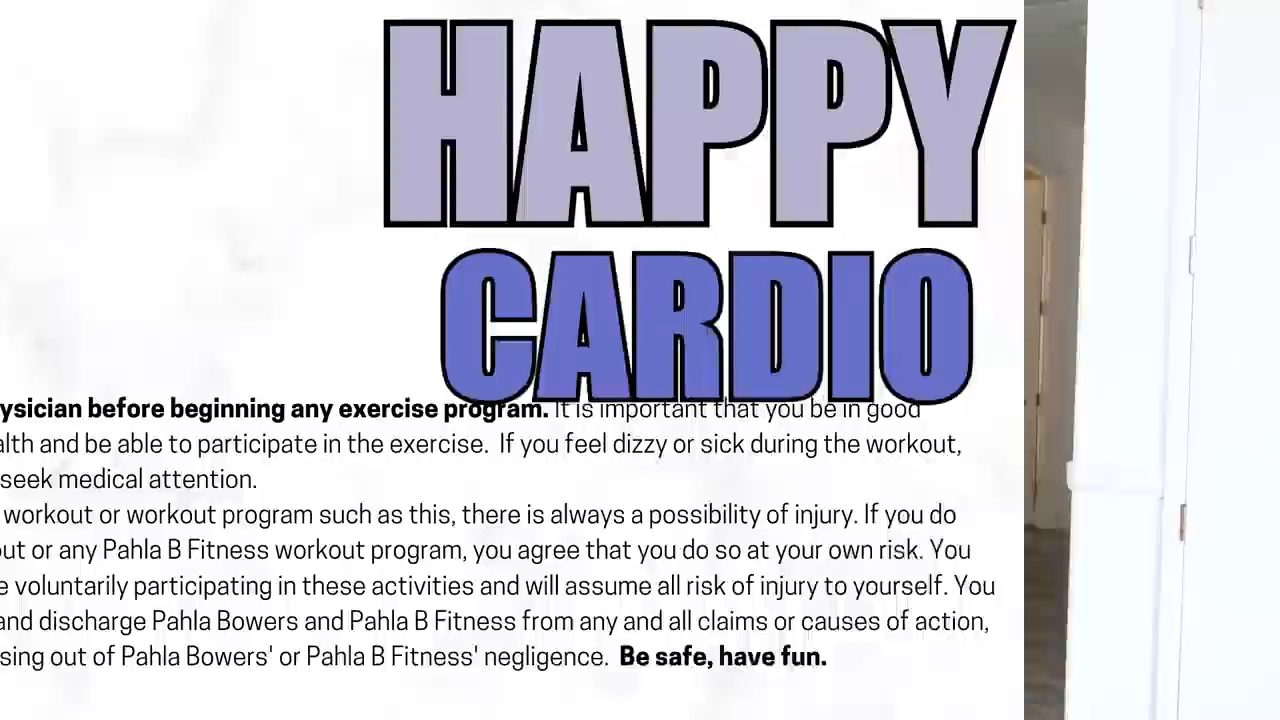 HAPPY
CARDIO
ysician before beginning any exercise program. It is important that you be in good
alth and be able to participate in the exercise. If you feel dizzy or sick during the workout,
seek medical attention.
workout or workout program such as this, there is always a possibility of injury. If you do
out or any Pahla B Fitness workout program, you agree that you do so at your own risk. You
e voluntarily participating in these activities and will assume all risk of injury to yourself. You
and discharge Pahla Bowers and Pahla B Fitness from any and all claims or causes of action,
sing out of Pahla Bowers' or Pahla B Fitness' negligence. Be safe, have fun.